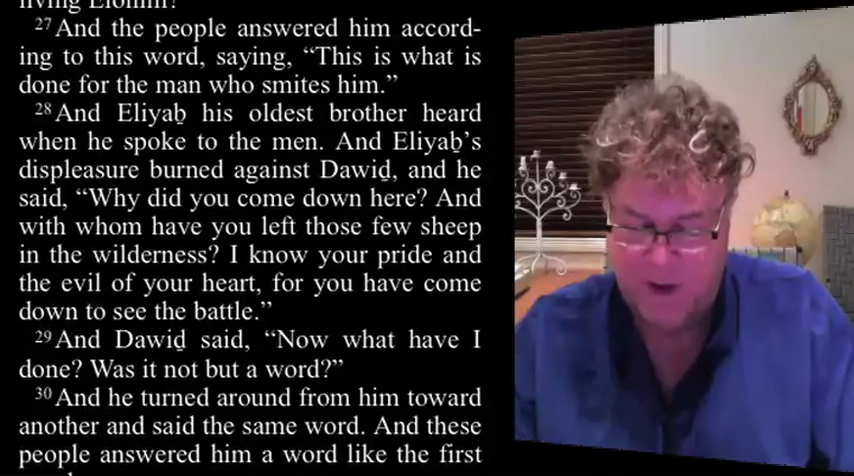 living Elohim?"
27 And the people answered him accord-
ing to this word, saying, “This is what is
done for the man who smites him.”
28 And Eliyaḇ his oldest brother heard
when he spoke to the men. And Eliyaḇ’s
displeasure burned against Dawiḏ, and he
said, “Why did you come down here? And
with whom have you left those few sheep
in the wilderness? I know your pride and
the evil of your heart, for you have come
down to see the battle.”
29 And Dawiḏ said, “Now what have I
done? Was it not but a word?”
30 And he turned around from him toward
another and said the same word. And these
people answered him a word like the first